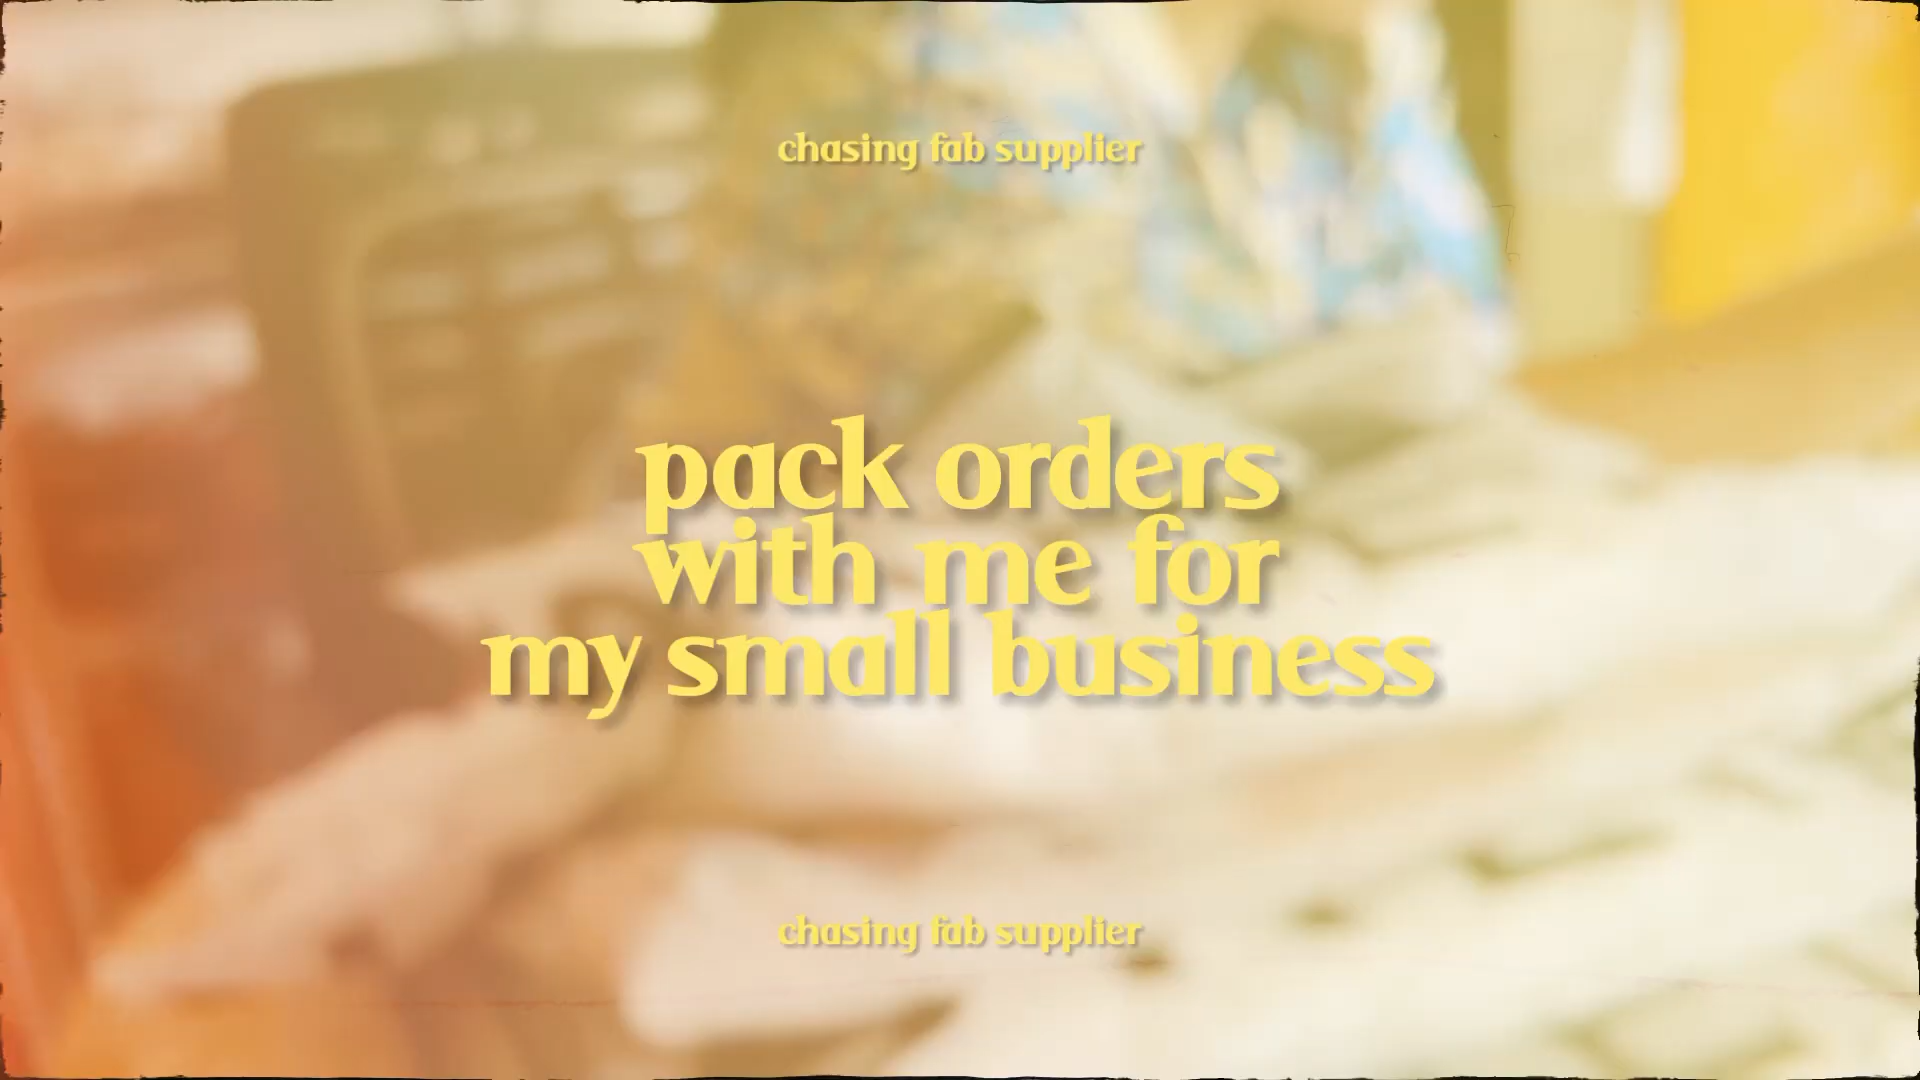 chasing fab supplier
pack orders
with me for
my small business
chasing fab supplier